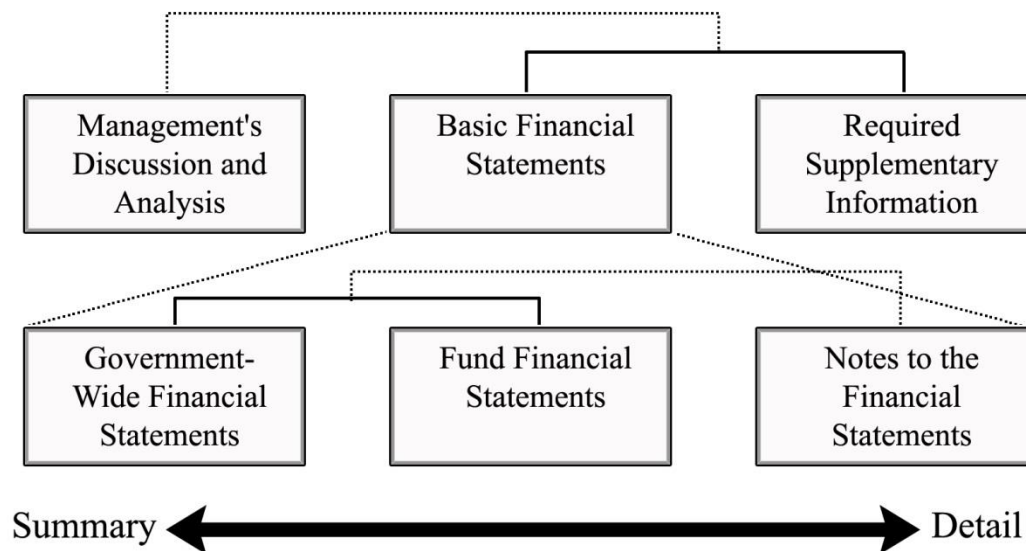 Management's
Discussion and
Analysis
Basic Financial
Statements
Required
Supplementary
Information
Government-
Wide Financial
Statements
Fund Financial
Statements
Notes to the
Financial
Statements
Summary
Detail